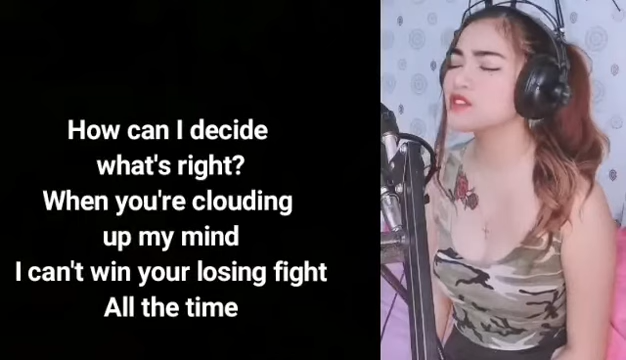 How can I decide
what's right?
When you're clouding
up my mind
I can't win your losing fight
All the time